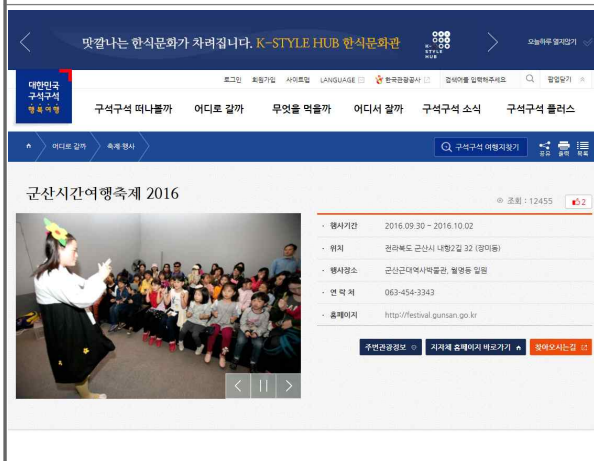 맛깔나는 한식문화가 차려집니다. K-STYLE HUB 한식문화관
K-STYLE HUB
오늘하루 열지않기
대한민국
구석구석
행복여행
로그인 회원가입 사이트맵 LANGUAGE 한국관광공사 검색어를 입력해주세요 팝업닫기
구석구석 떠나볼까 어디로 갈까 무엇을 먹을까 어디서 잘까 구석구석 소식 구석구석 플러스
어디로 갈까 축제·행사
구석구석 여행지찾기
공유 출력 목록
군산시간여행축제 2016
조회 : 12455 2
· 행사기간 2016.09.30 ~ 2016.10.02
· 위치 전라북도 군산시 내항2길 32 (장미동)
· 행사장소 군산근대역사박물관, 월명동 일원
· 연 락 처 063-454-3343
· 홈페이지 http://festival.gunsan.go.kr
주변관광정보 지자체 홈페이지 바로가기 찾아오시는길